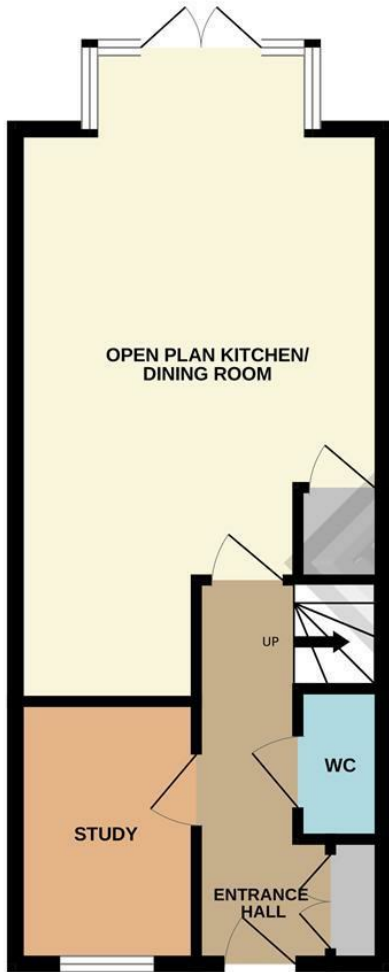 OPEN PLAN KITCHEN/
DINING ROOM
UP
WC
STUDY
ENTRANCE
HALL